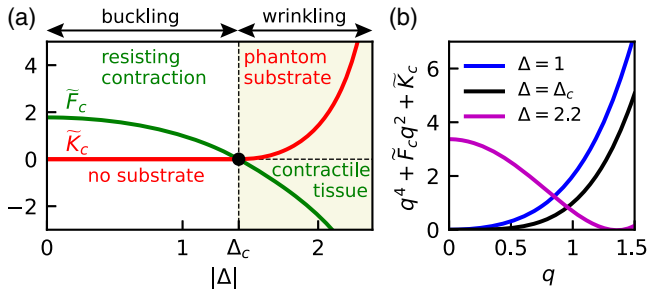 (a)
buckling
wrinkling
resisting
contraction
phantom
substrate
F̃c
K̃c
no substrate
contractile
tissue
4
2
0
−2
0
1
Δc
2
|Δ|
(b)
Δ = 1
Δ = Δc
Δ = 2.2
q⁴ + F̃cq² + K̃c
6
4
2
0
0
0.5
1
1.5
q